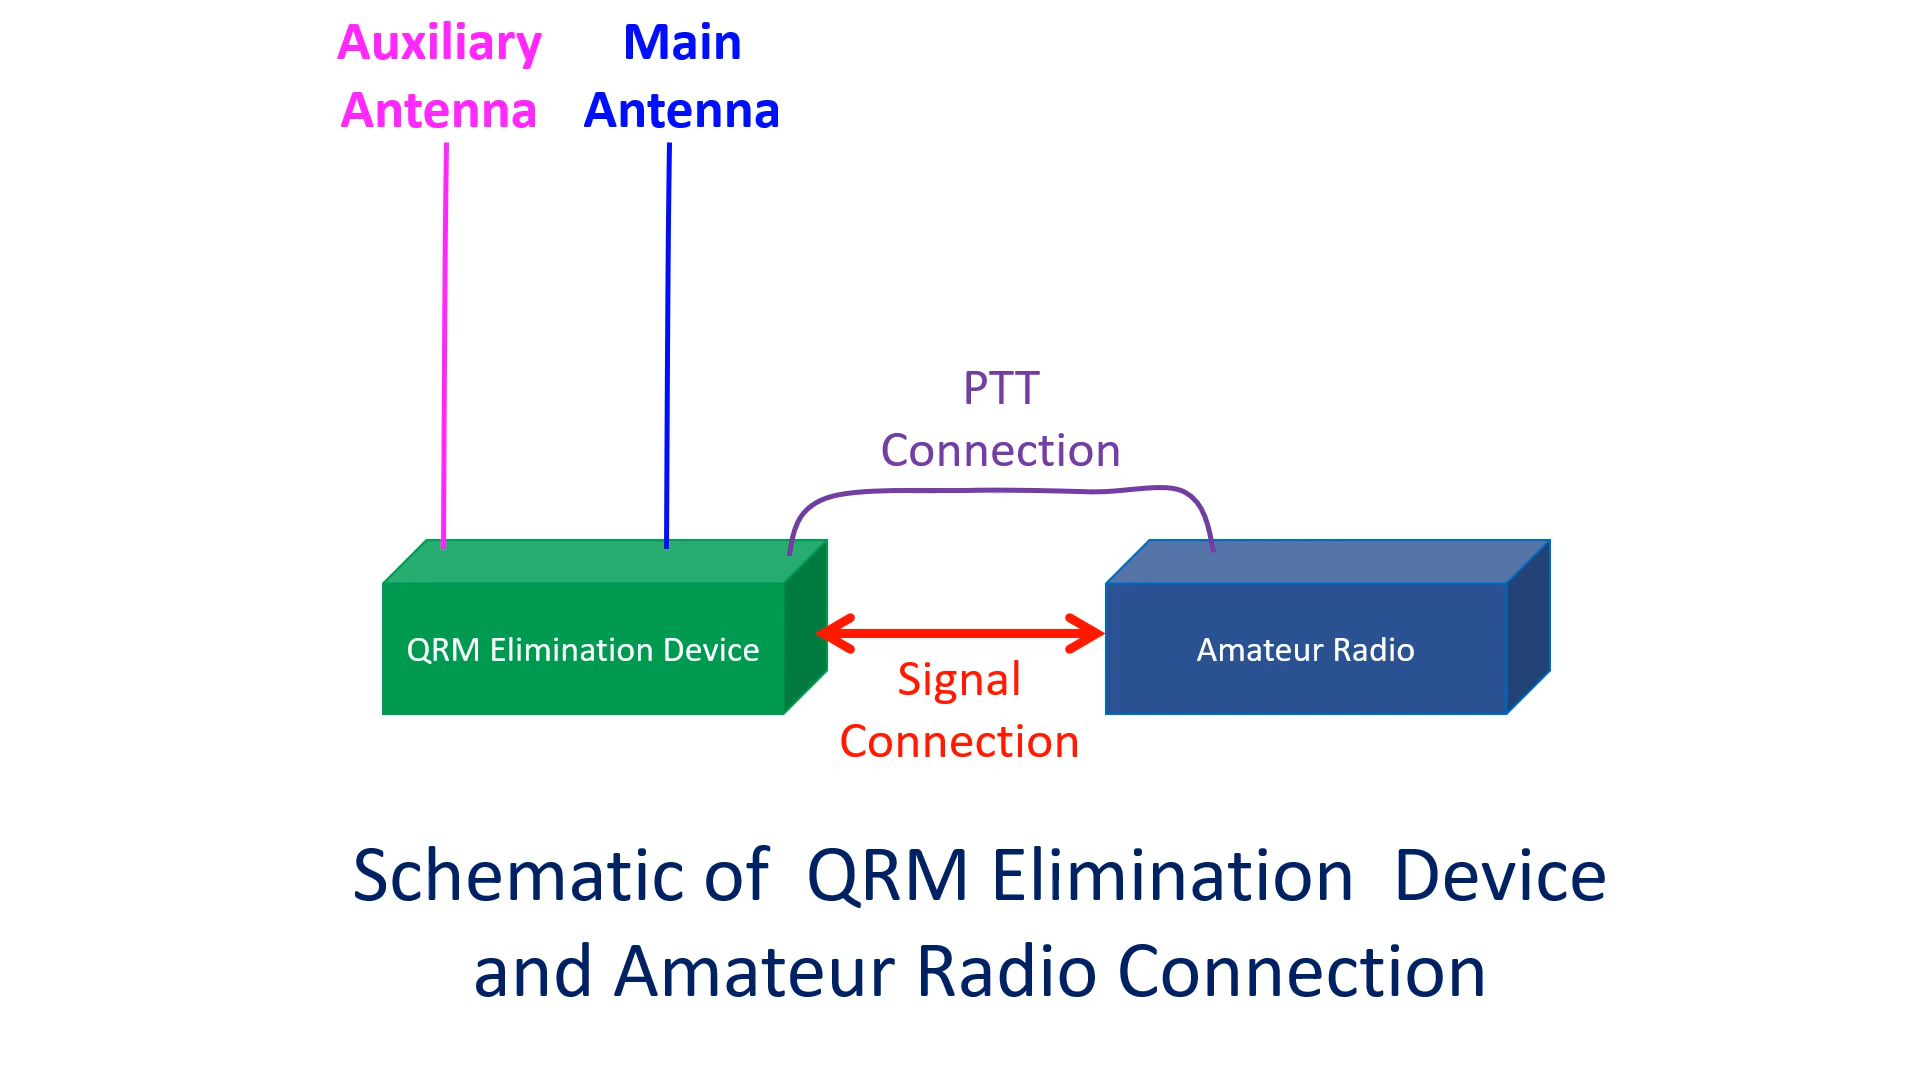 Auxiliary
Antenna
Main
Antenna
PTT
Connection
QRM Elimination Device
Amateur Radio
Signal
Connection
Schematic of  QRM Elimination  Device
and Amateur Radio Connection